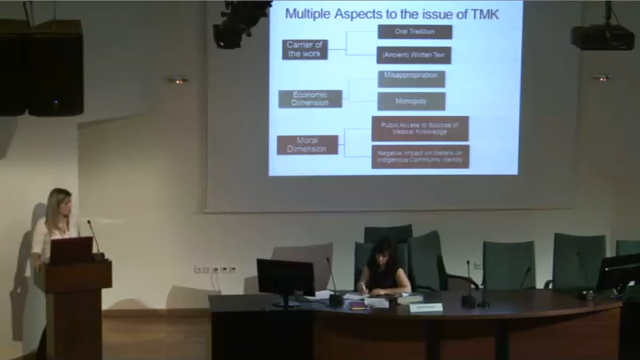 Multiple Aspects to the issue of TMK
Oral Tradition
Carrier of
the work
(Ancient) Written Text
Misappropriation
Economic
Dimension
Monopoly
Public Access to Sources of
Medical Knowledge
Moral
Dimension
Negative Impact on Matters on
Indigenous Community Identity